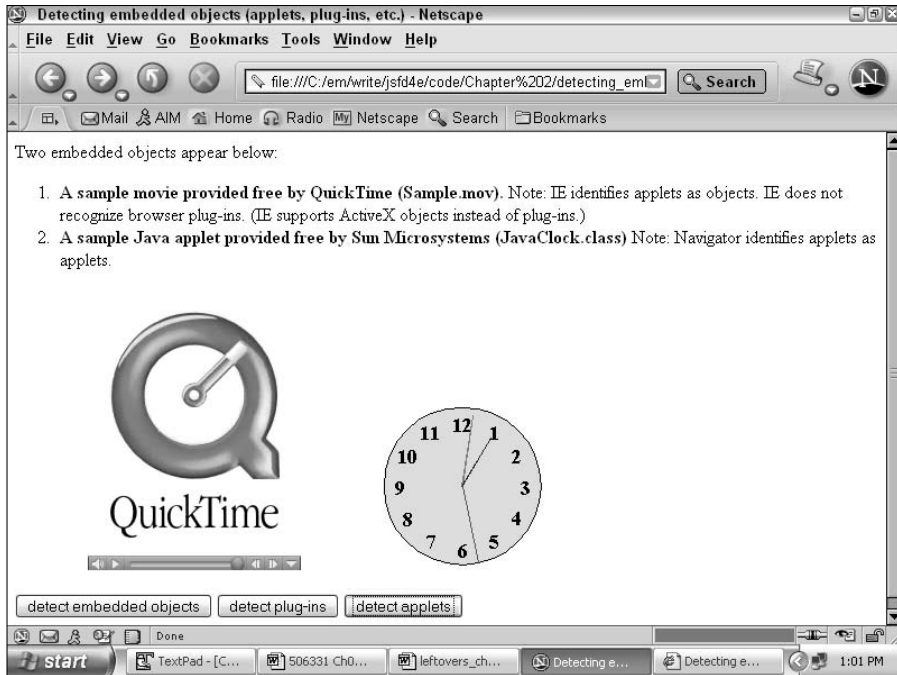 Detecting embedded objects (applets, plug-ins, etc.) - Netscape
File Edit View Go Bookmarks Tools Window Help
file:///C:/em/write/jsfd4e/code/Chapter%202/detecting_eml
Search
N
Mail AIM Home Radio My Netscape Search Bookmarks
Two embedded objects appear below:
1. A sample movie provided free by QuickTime (Sample.mov). Note: IE identifies applets as objects. IE does not
recognize browser plug-ins. (IE supports ActiveX objects instead of plug-ins.)
2. A sample Java applet provided free by Sun Microsystems (JavaClock.class) Note: Navigator identifies applets as
applets.
QuickTime
12
1
2
3
4
5
6
7
8
9
10
11
detect embedded objects detect plug-ins detect applets
Done
start TextPad - [C... 506331 Ch0... leftovers_ch... Detecting e... Detecting e... 1:01 PM